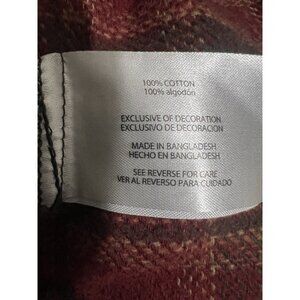 100% COTTON
100% algodón
EXCLUSIVE OF DECORATION
EXCLUSIVO DE DECORACION
MADE IN BANGLADESH
HECHO EN BANGLADESH
SEE REVERSE FOR CARE
VER AL REVERSO PARA CUIDADO